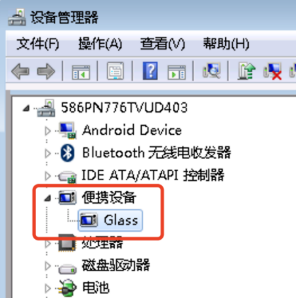 设备管理器
文件(F) 操作(A) 查看(V) 帮助(H)
586PN776TVUD403
Android Device
Bluetooth 无线电收发器
IDE ATA/ATAPI 控制器
便携设备
Glass
处理器
磁盘驱动器
电池